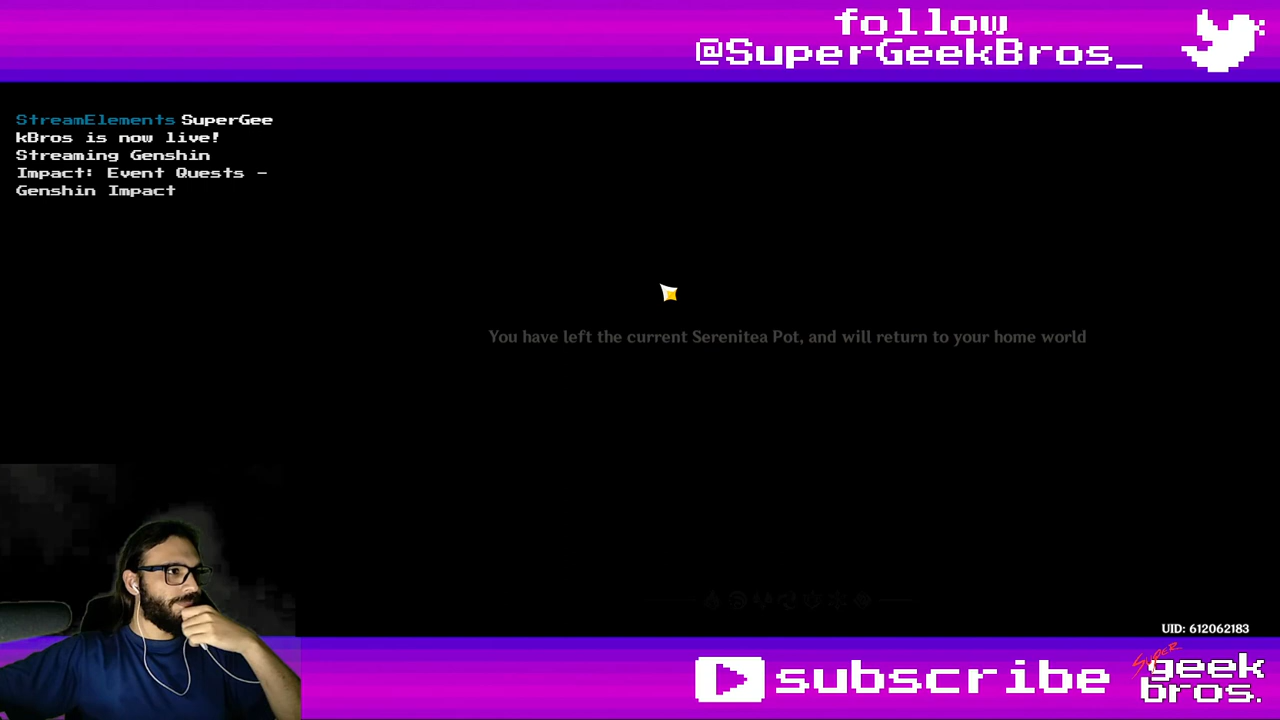 follow
@SuperGeekBros_
StreamElements SuperGee
kBros is now live!
Streaming Genshin
Impact: Event Quests -
Genshin Impact
You have left the current Serenitea Pot, and will return to your home world
UID: 612062183
subscribe
SUPER
geek
bros.